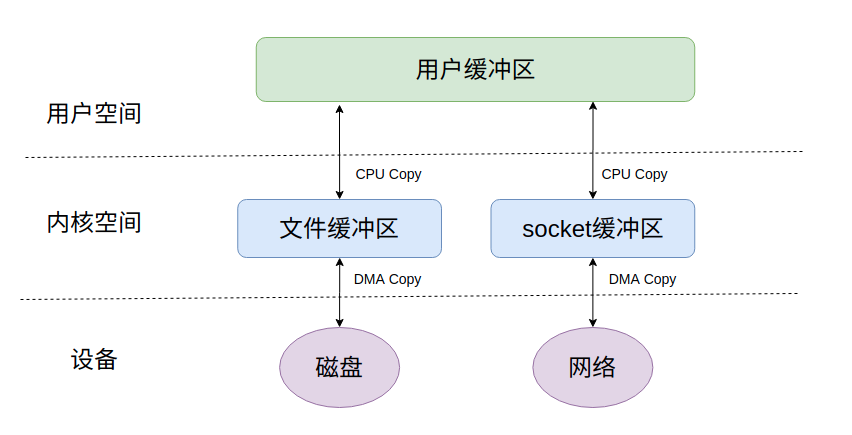 用户缓冲区
用户空间
CPU Copy
CPU Copy
内核空间
文件缓冲区
socket缓冲区
DMA Copy
DMA Copy
设备
磁盘
网络